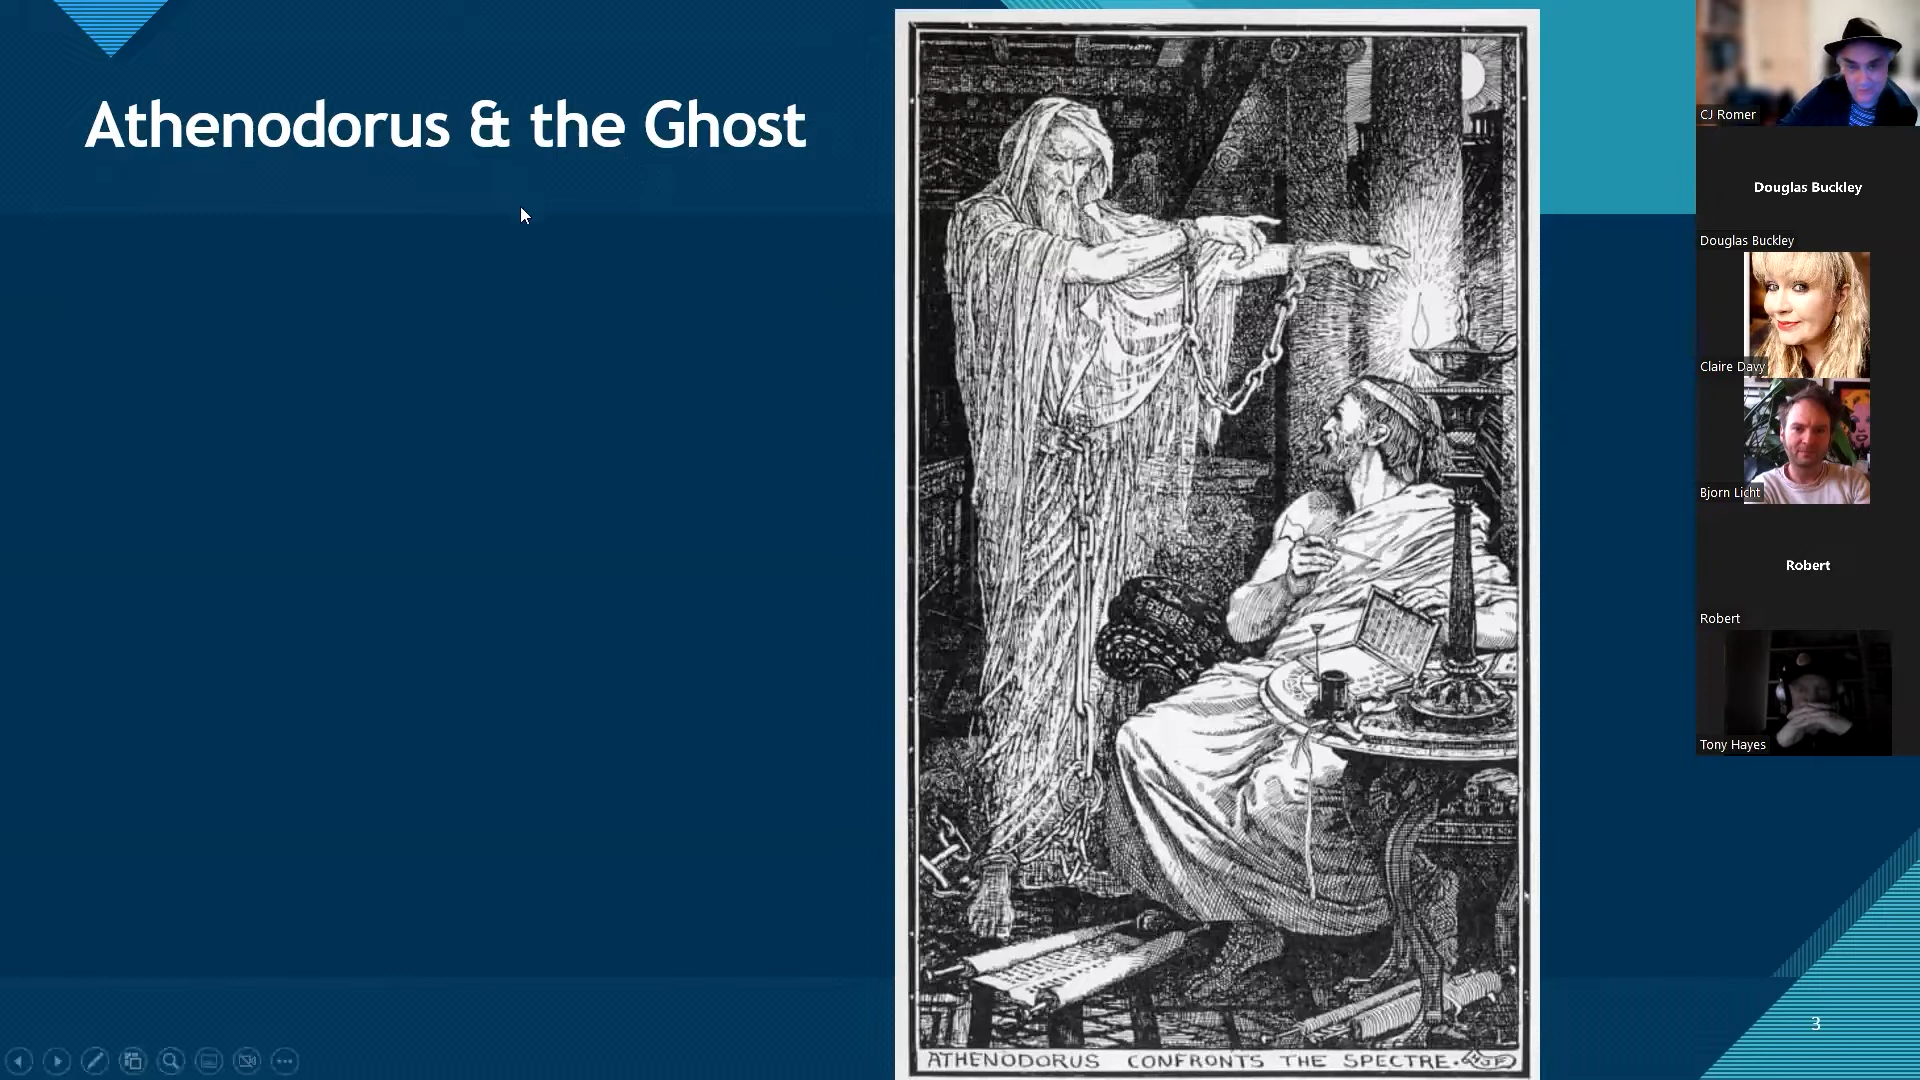 Athenodorus & the Ghost
ATHENODORUS CONFRONTS THE SPECTRE.
CJ Romer
Douglas Buckley
Douglas Buckley
Claire Davy
Bjorn Licht
Robert
Robert
Tony Hayes
3